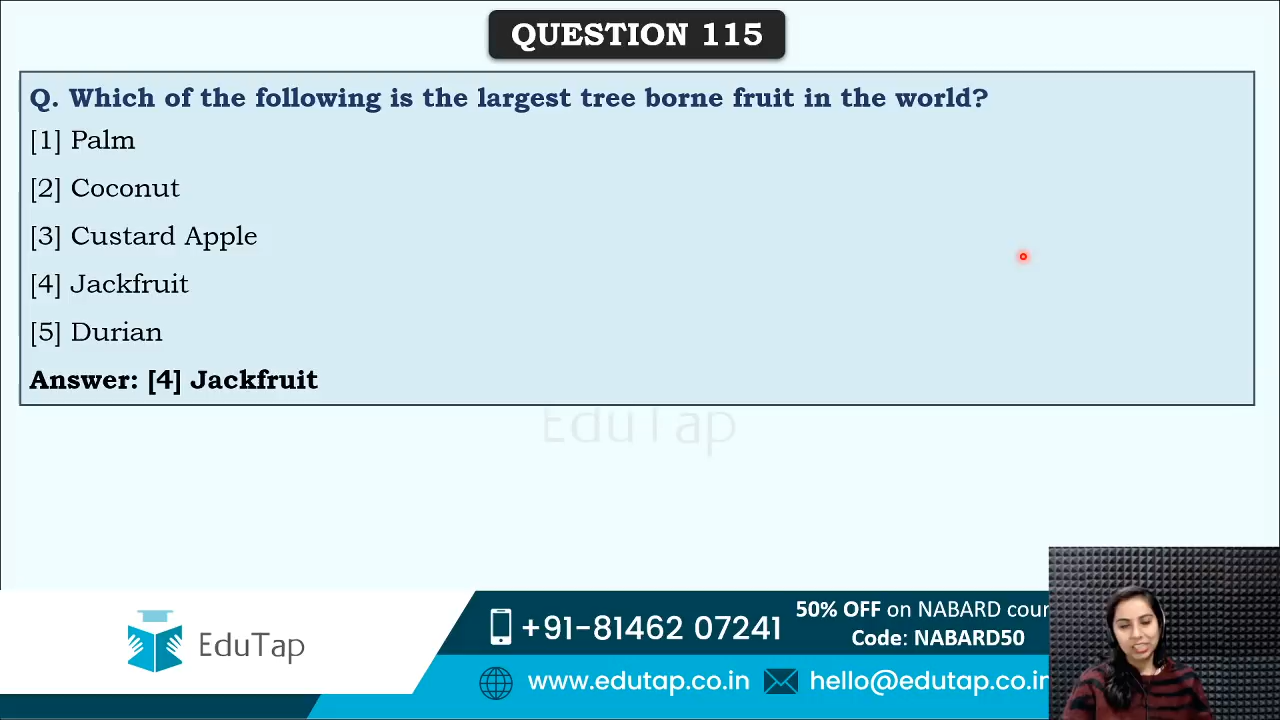 QUESTION 115
Q. Which of the following is the largest tree borne fruit in the world?
[1] Palm
[2] Coconut
[3] Custard Apple
[4] Jackfruit
[5] Durian
Answer: [4] Jackfruit
EduTap
EduTap
+91-81462 07241
50% OFF on NABARD cour
Code: NABARD50
www.edutap.co.in
hello@edutap.co.in